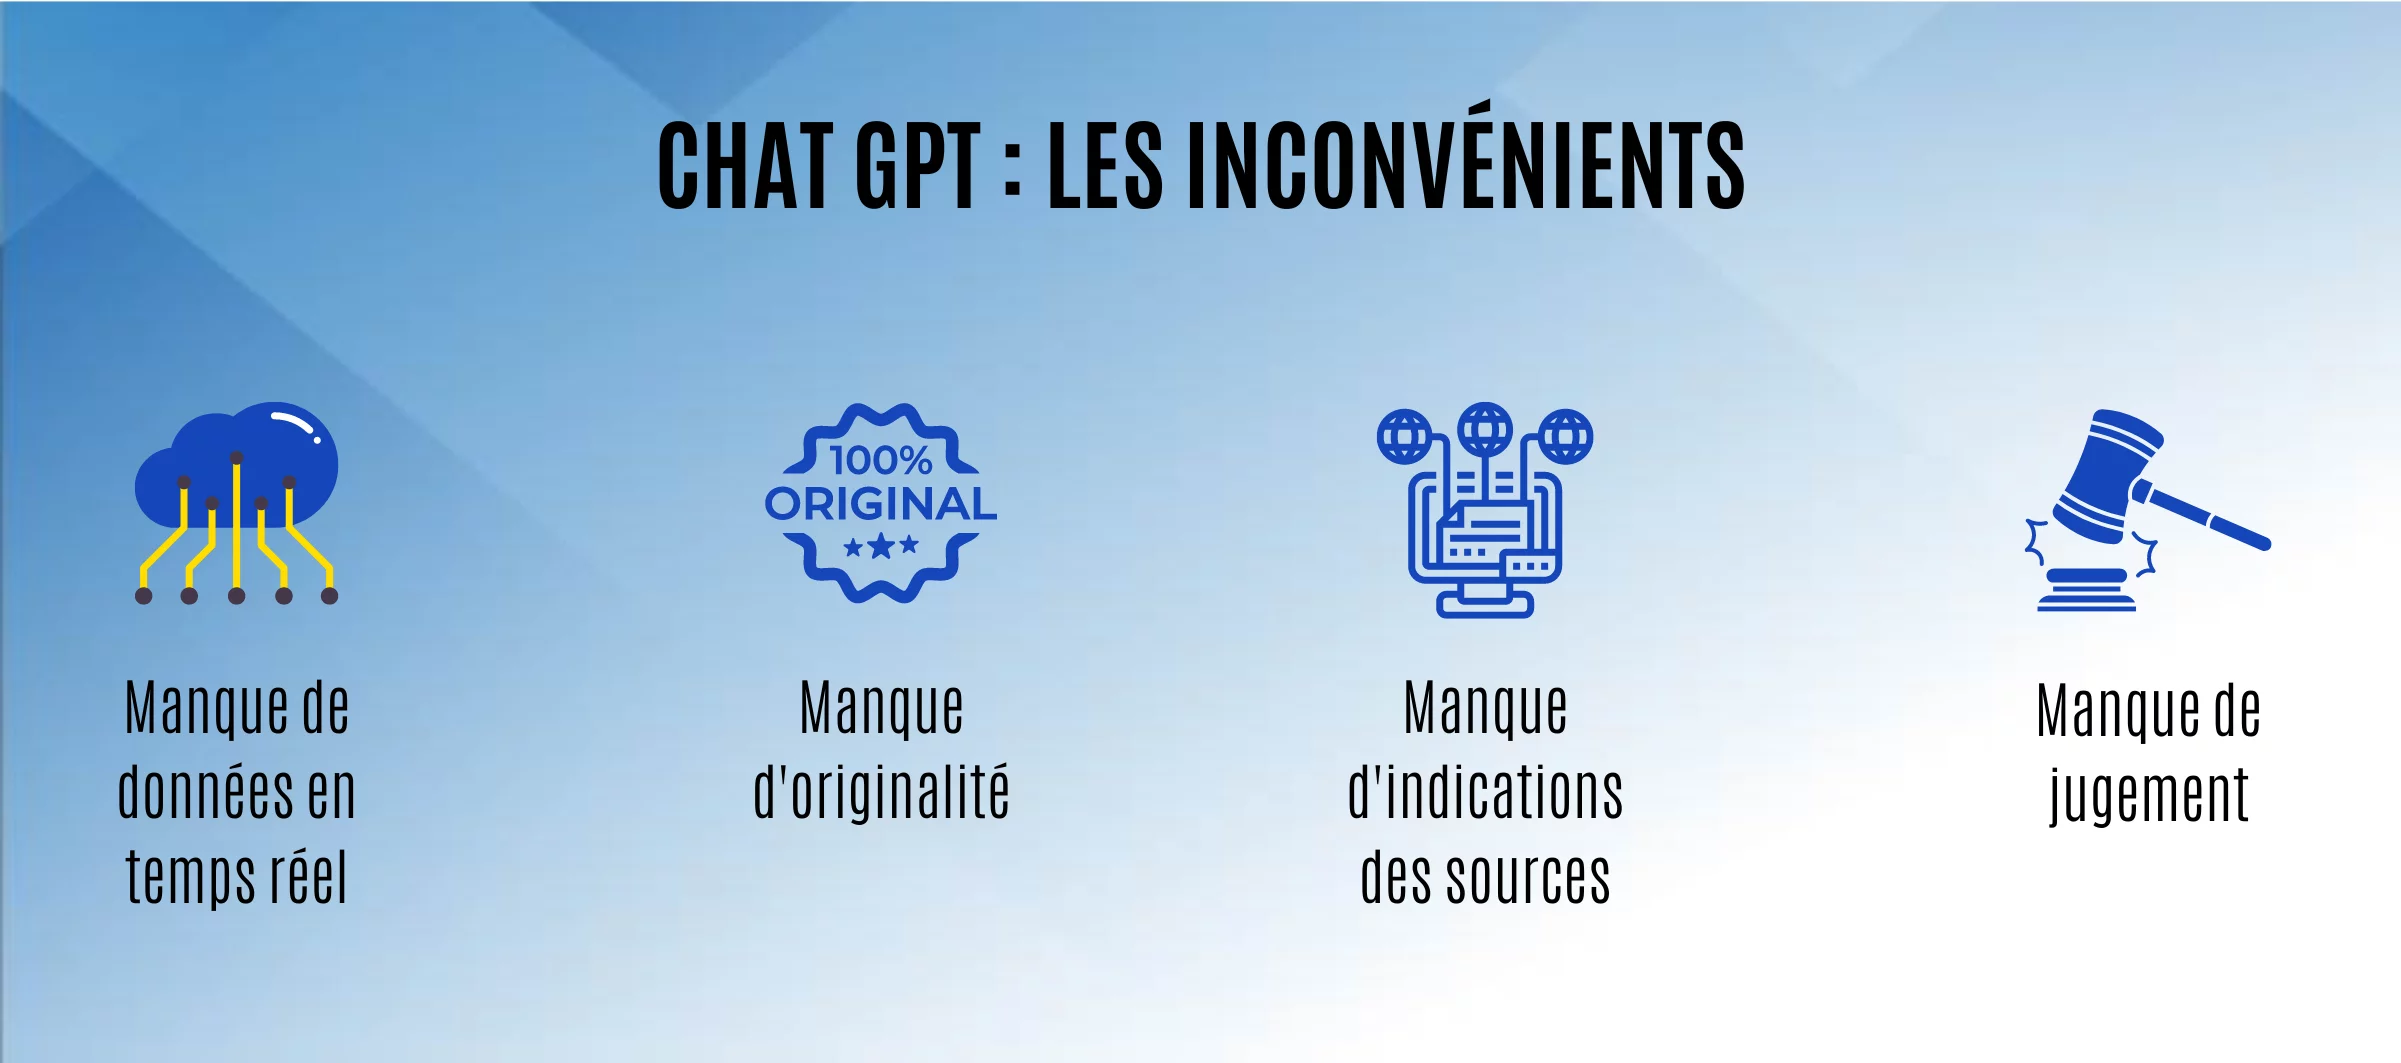 CHAT GPT : LES INCONVÉNIENTS
100%
ORIGINAL
Manque de
données en
temps réel
Manque
d'originalité
Manque
d'indications
des sources
Manque de
jugement